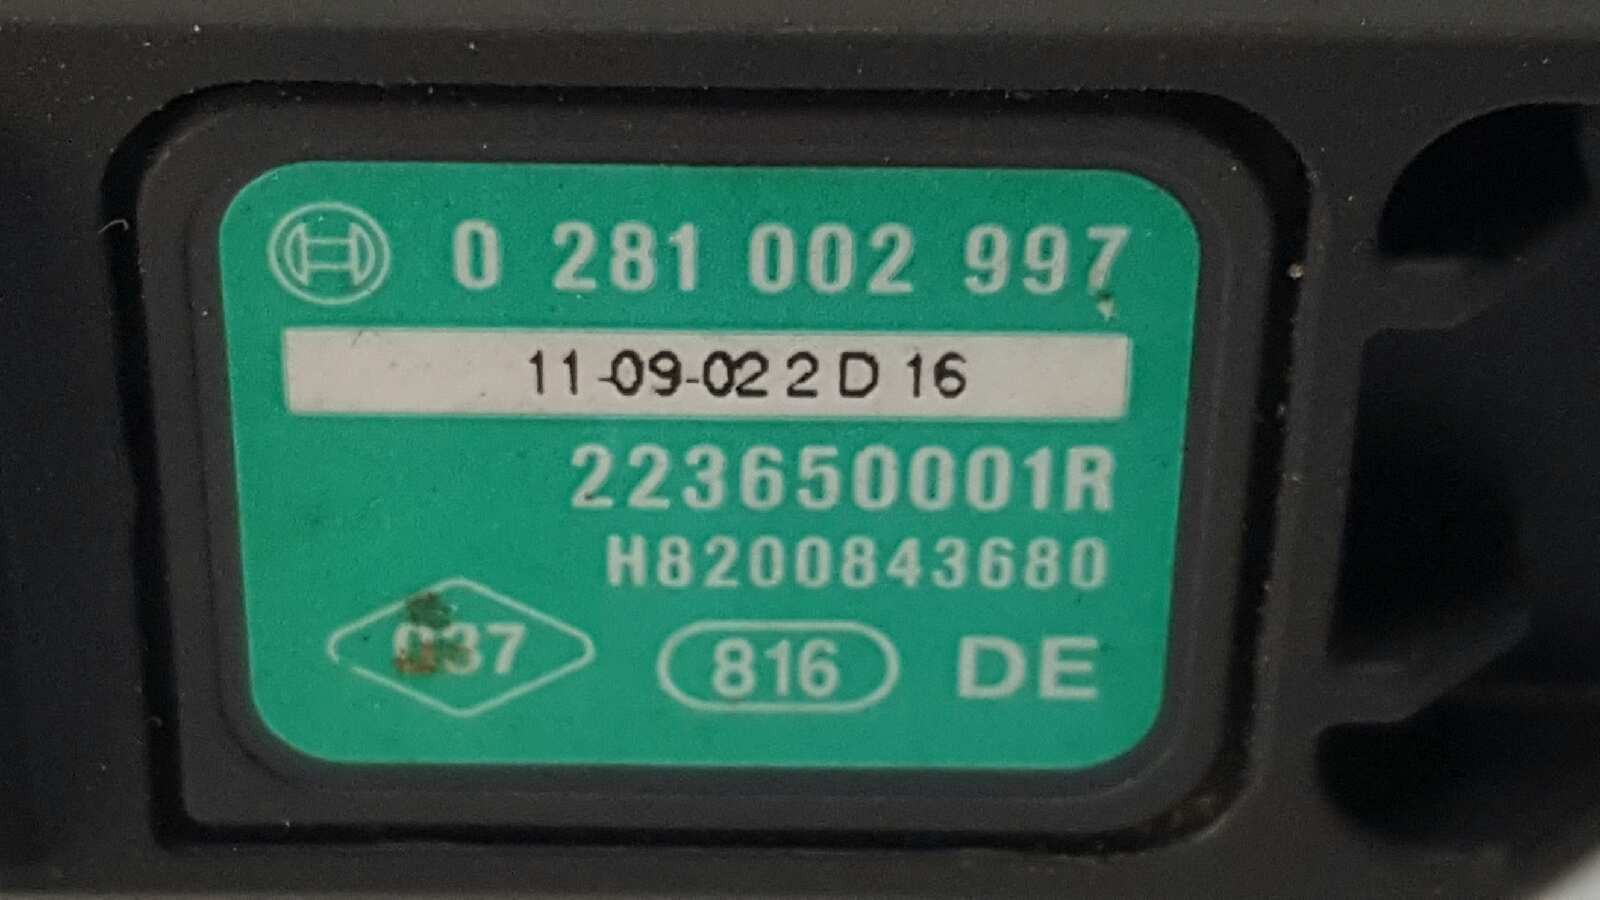 0 281 002 997
11-09-02 2 D 16
223650001R
H8200843680
816 DE